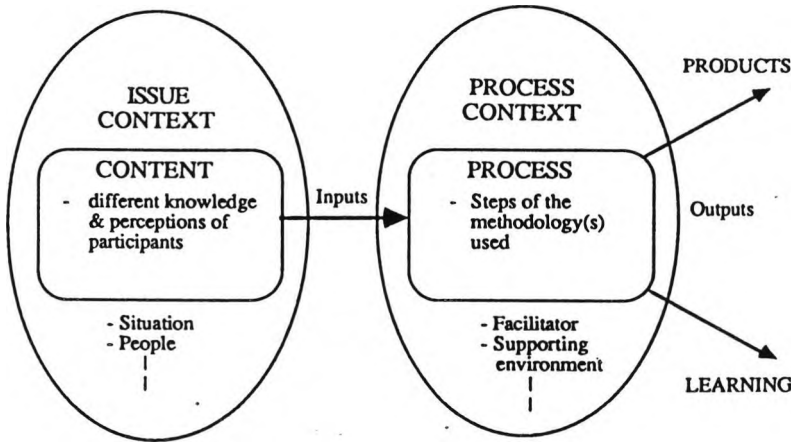 ISSUE
CONTEXT
CONTENT
- different knowledge
& perceptions of
participants
- Situation
- People
Inputs
PROCESS
CONTEXT
PROCESS
- Steps of the
methodology(s)
used
- Facilitator
- Supporting
environment
PRODUCTS
Outputs
LEARNING